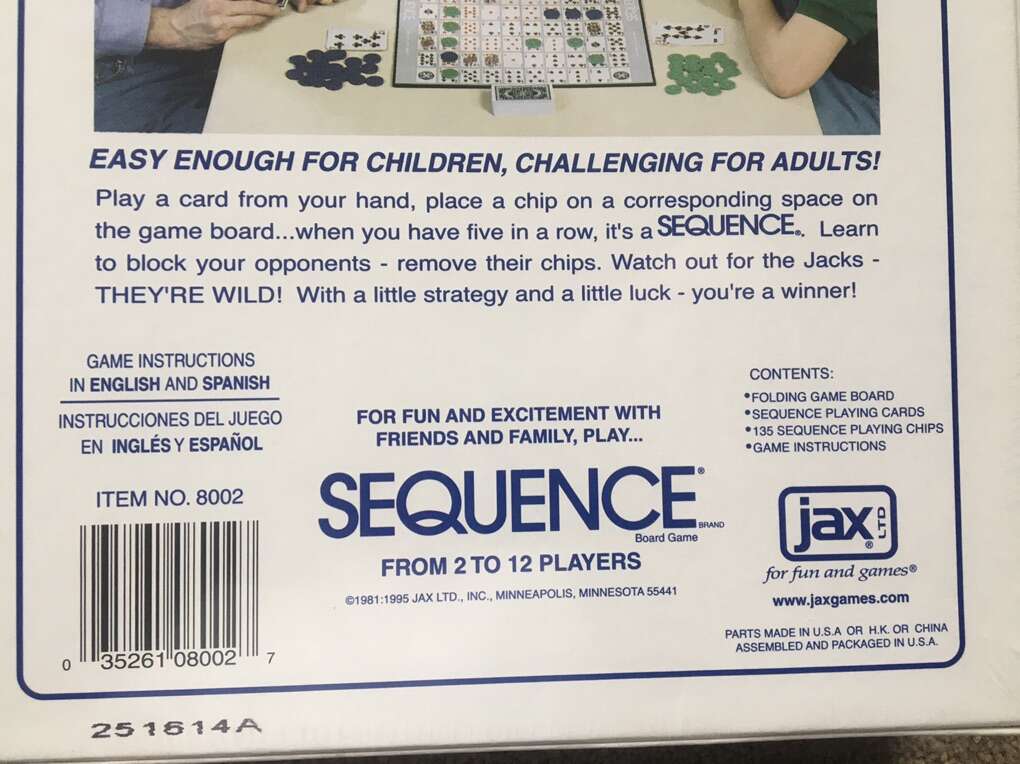 EASY ENOUGH FOR CHILDREN, CHALLENGING FOR ADULTS!
Play a card from your hand, place a chip on a corresponding space on
the game board...when you have five in a row, it's a SEQUENCE®. Learn
to block your opponents - remove their chips. Watch out for the Jacks -
THEY'RE WILD! With a little strategy and a little luck - you're a winner!
GAME INSTRUCTIONS
IN ENGLISH AND SPANISH
INSTRUCCIONES DEL JUEGO
EN INGLÉS Y ESPAÑOL
ITEM NO. 8002
0 35261 08002 7
FOR FUN AND EXCITEMENT WITH
FRIENDS AND FAMILY, PLAY...
SEQUENCE® BRAND
Board Game
FROM 2 TO 12 PLAYERS
©1981:1995 JAX LTD., INC., MINNEAPOLIS, MINNESOTA 55441
CONTENTS:
•FOLDING GAME BOARD
•SEQUENCE PLAYING CARDS
•135 SEQUENCE PLAYING CHIPS
•GAME INSTRUCTIONS
jax® LTD
for fun and games®
www.jaxgames.com
PARTS MADE IN U.S.A OR H.K. OR CHINA
ASSEMBLED AND PACKAGED IN U.S.A.
251614A